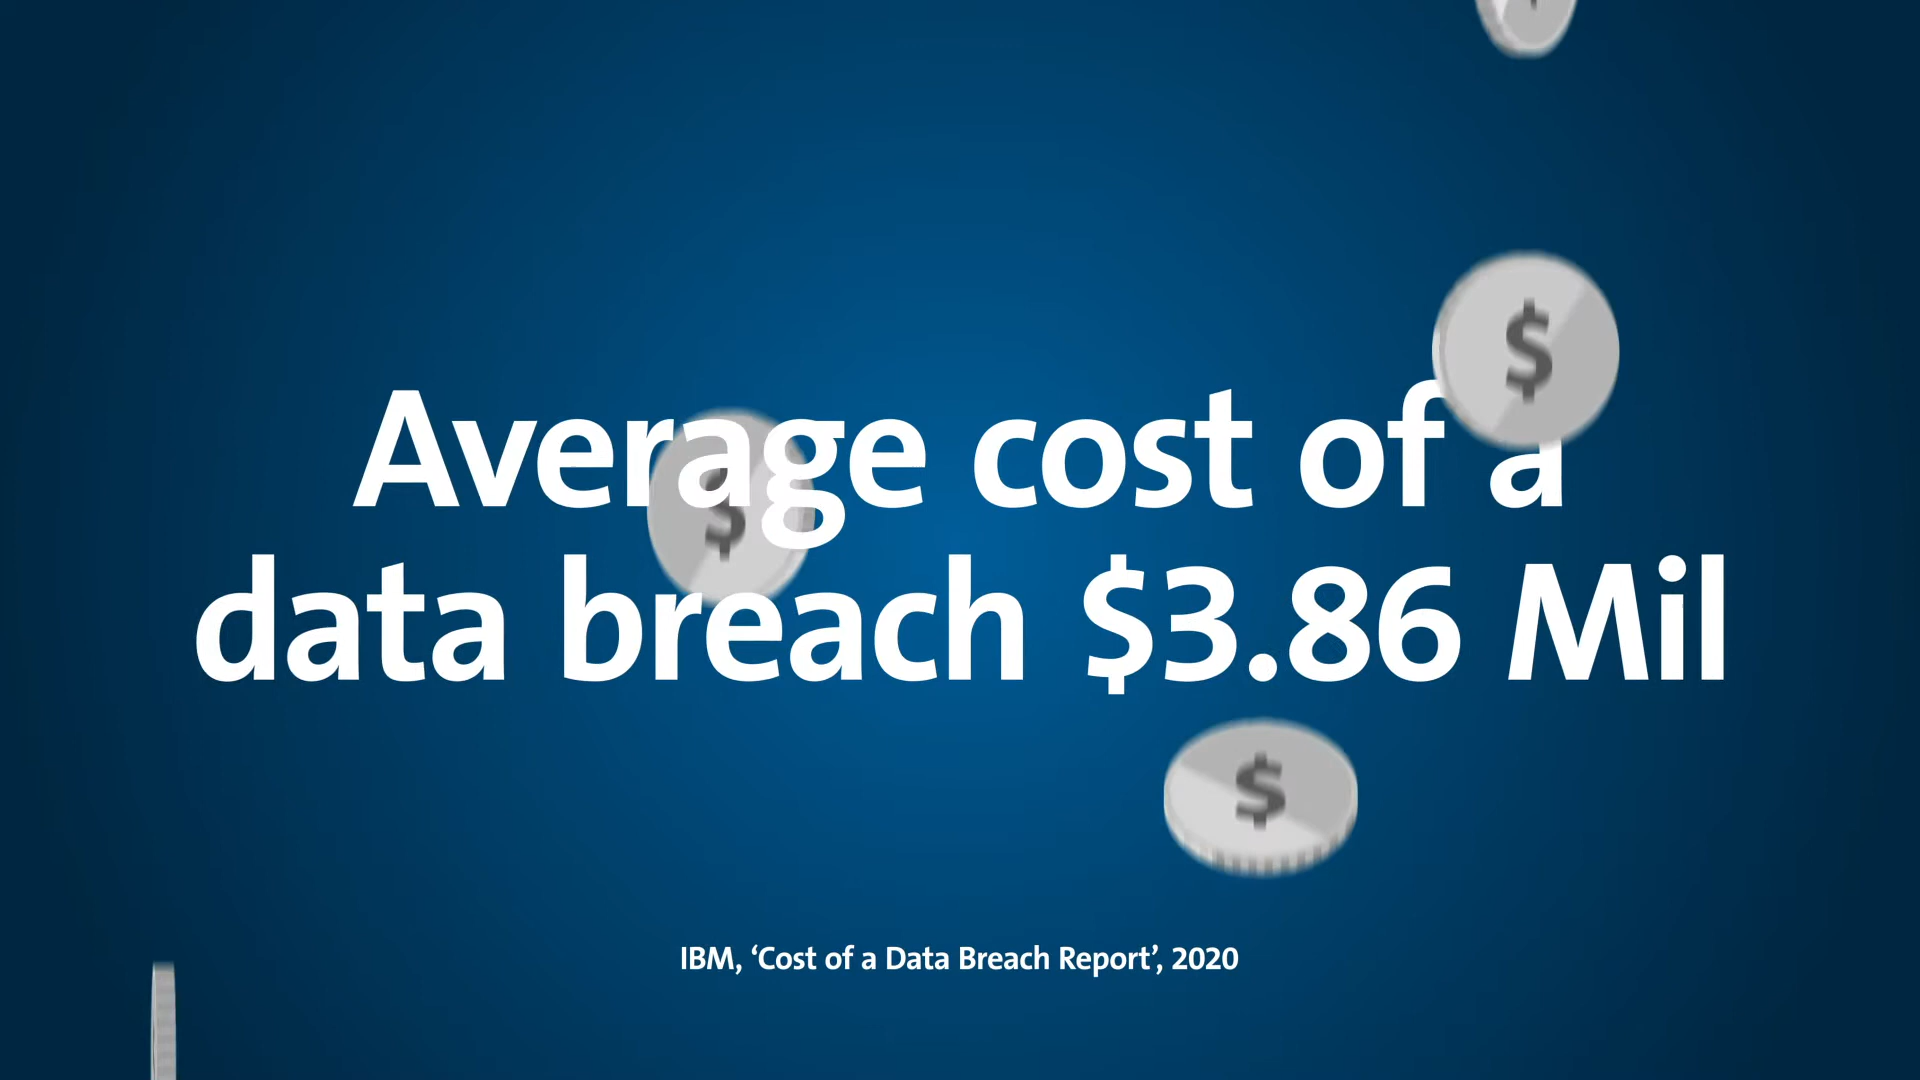 Average cost of a
data breach $3.86 Mil
$
$
$
IBM, ‘Cost of a Data Breach Report’, 2020